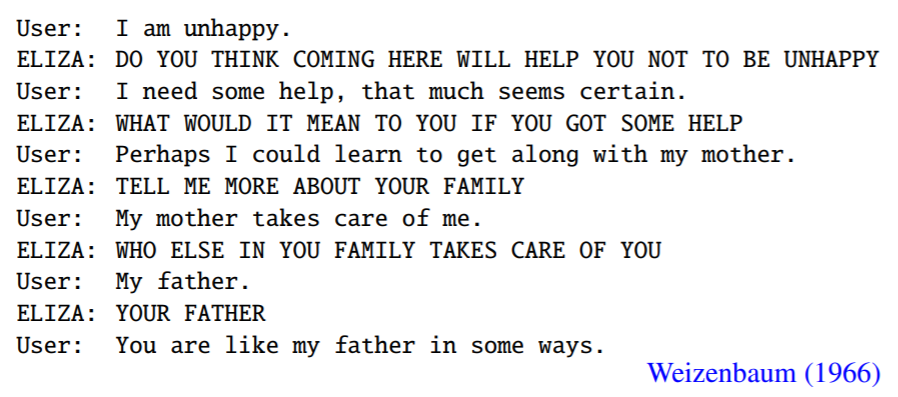 User: I am unhappy.
ELIZA: DO YOU THINK COMING HERE WILL HELP YOU NOT TO BE UNHAPPY
User: I need some help, that much seems certain.
ELIZA: WHAT WOULD IT MEAN TO YOU IF YOU GOT SOME HELP
User: Perhaps I could learn to get along with my mother.
ELIZA: TELL ME MORE ABOUT YOUR FAMILY
User: My mother takes care of me.
ELIZA: WHO ELSE IN YOU FAMILY TAKES CARE OF YOU
User: My father.
ELIZA: YOUR FATHER
User: You are like my father in some ways.
Weizenbaum (1966)